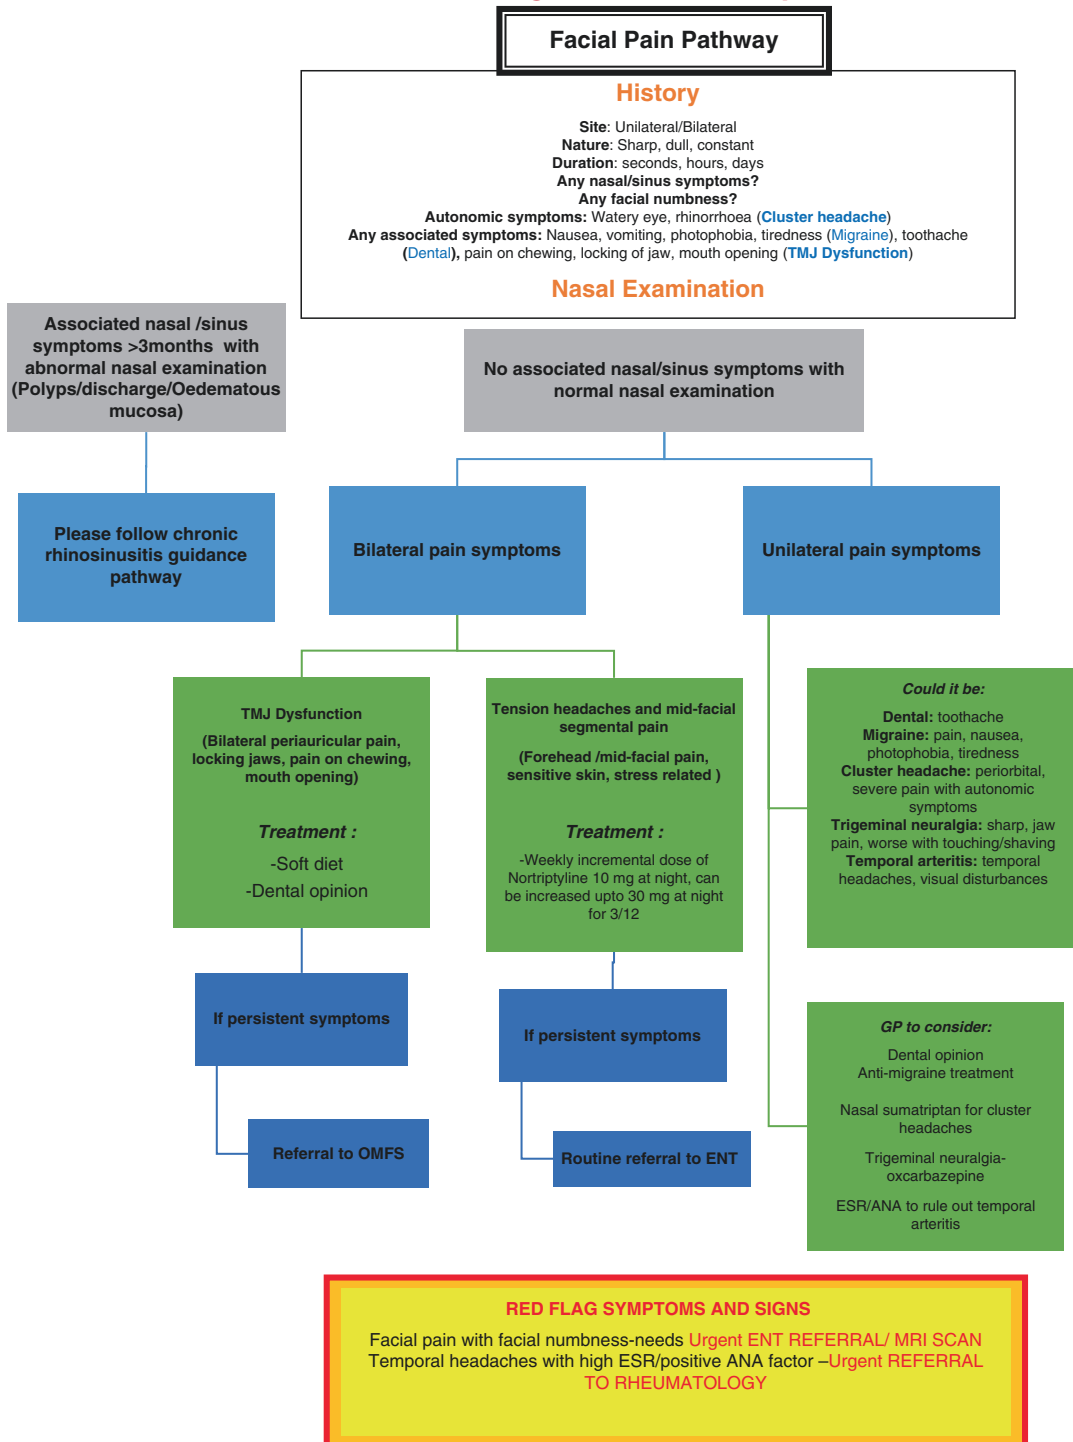 Facial Pain Pathway
History
Site: Unilateral/Bilateral
Nature: Sharp, dull, constant
Duration: seconds, hours, days
Any nasal/sinus symptoms?
Any facial numbness?
Autonomic symptoms: Watery eye, rhinorrhoea (Cluster headache)
Any associated symptoms: Nausea, vomiting, photophobia, tiredness (Migraine), toothache
(Dental), pain on chewing, locking of jaw, mouth opening (TMJ Dysfunction)
Nasal Examination
Associated nasal /sinus
symptoms >3months with
abnormal nasal examination
(Polyps/discharge/Oedematous
mucosa)
No associated nasal/sinus symptoms with
normal nasal examination
Please follow chronic
rhinosinusitis guidance
pathway
Bilateral pain symptoms
Unilateral pain symptoms
TMJ Dysfunction
(Bilateral periauricular pain,
locking jaws, pain on chewing,
mouth opening)
Treatment :
-Soft diet
-Dental opinion
Tension headaches and mid-facial
segmental pain
(Forehead /mid-facial pain,
sensitive skin, stress related )
Treatment :
-Weekly incremental dose of
Nortriptyline 10 mg at night, can
be increased upto 30 mg at night
for 3/12
Could it be:
Dental: toothache
Migraine: pain, nausea,
photophobia, tiredness
Cluster headache: periorbital,
severe pain with autonomic
symptoms
Trigeminal neuralgia: sharp, jaw
pain, worse with touching/shaving
Temporal arteritis: temporal
headaches, visual disturbances
If persistent symptoms
If persistent symptoms
Referral to OMFS
Routine referral to ENT
GP to consider:
Dental opinion
Anti-migraine treatment
Nasal sumatriptan for cluster
headaches
Trigeminal neuralgia-
oxcarbazepine
ESR/ANA to rule out temporal
arteritis
RED FLAG SYMPTOMS AND SIGNS
Facial pain with facial numbness-needs Urgent ENT REFERRAL/ MRI SCAN
Temporal headaches with high ESR/positive ANA factor –Urgent REFERRAL
TO RHEUMATOLOGY